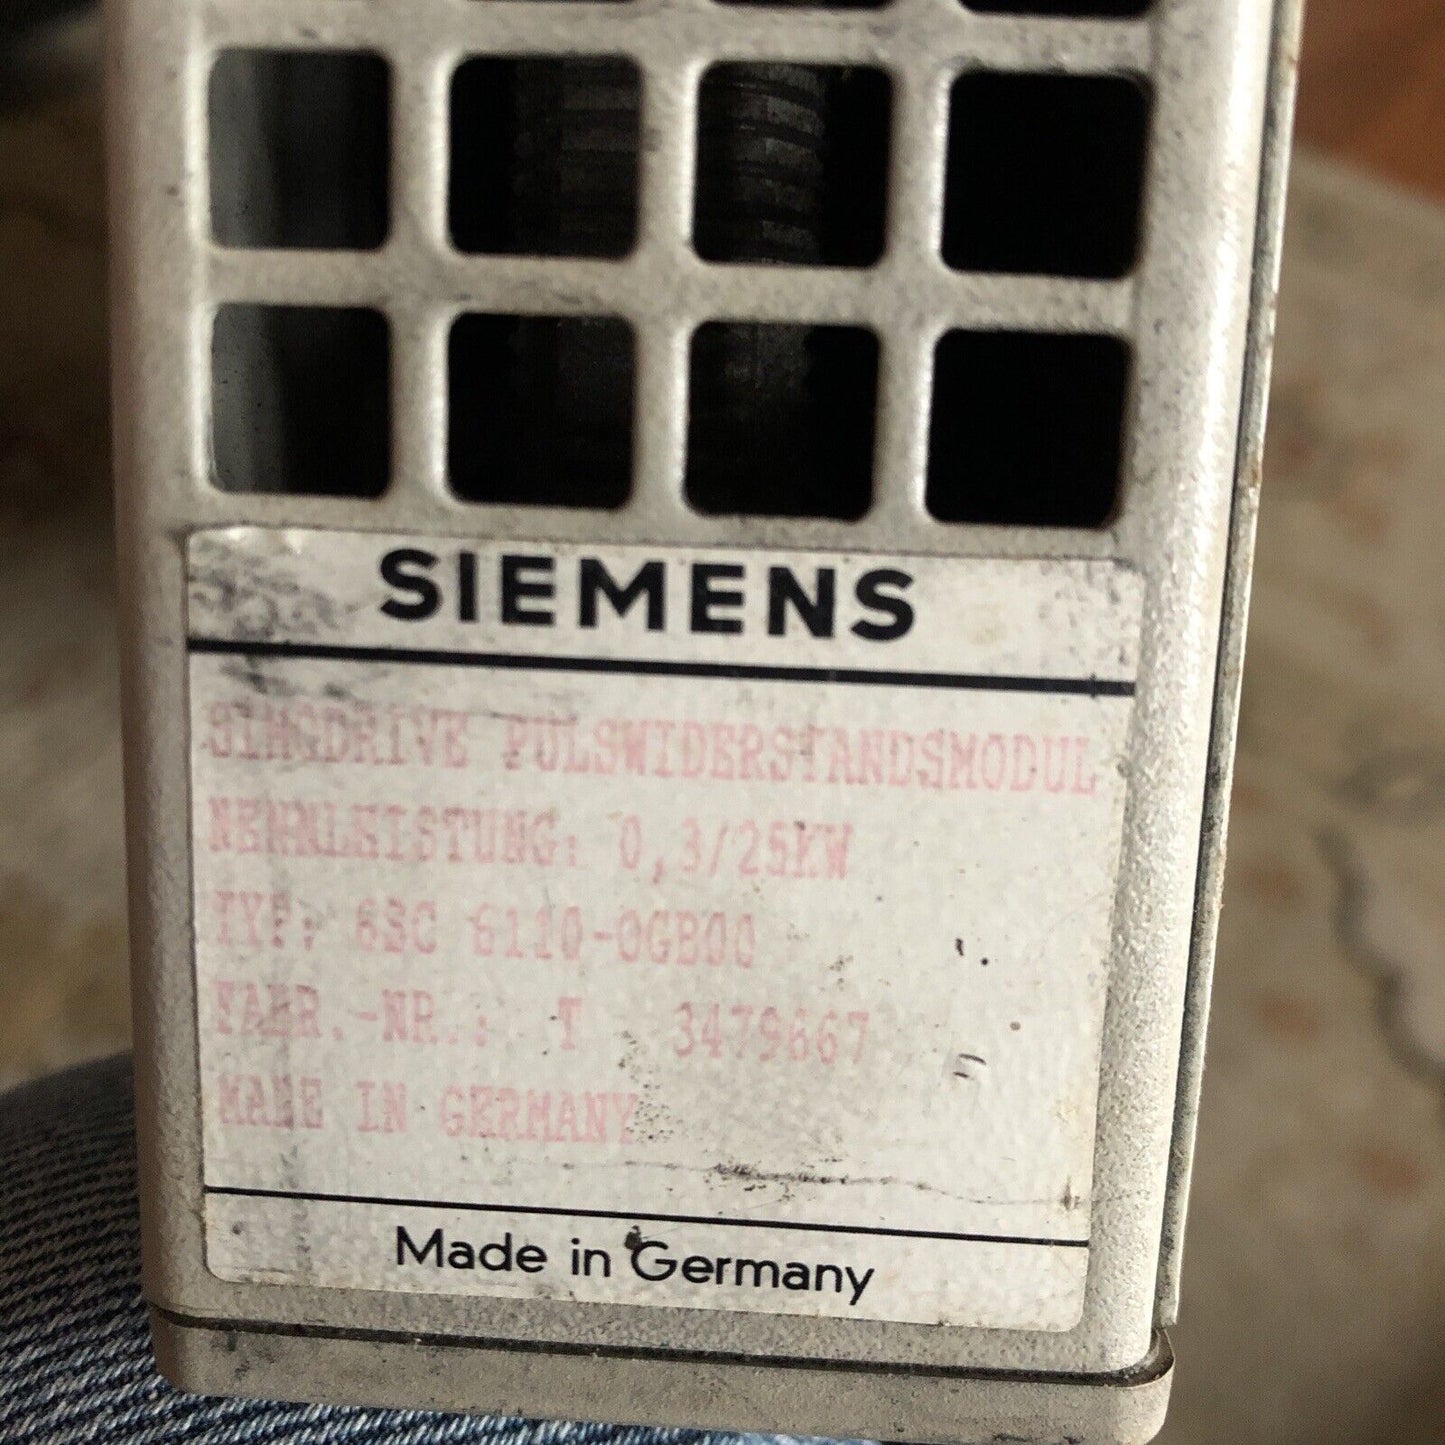 SIEMENS
SIMODRIVE PULSWIDERSTANDSMODUL
NENNLEISTUNG: 0,3/25KW
TYP: 6SC 6110-0GB00
FABR.-NR.: T 3479667
MADE IN GERMANY
Made in Germany